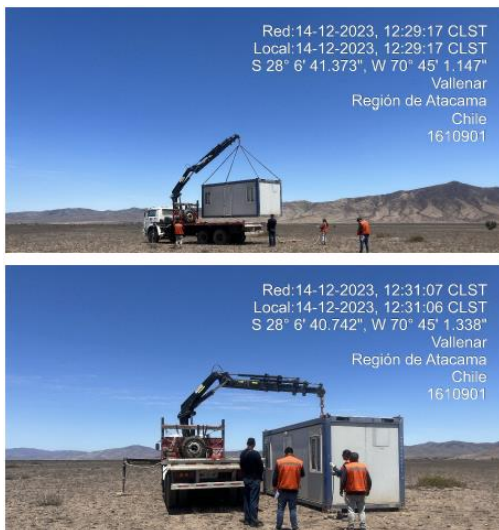 Red:14-12-2023, 12:29:17 CLST
Local:14-12-2023, 12:29:17 CLST
S 28° 6' 41.373", W 70° 45' 1.147"
Vallenar
Región de Atacama
Chile
1610901
Red:14-12-2023, 12:31:07 CLST
Local:14-12-2023, 12:31:06 CLST
S 28° 6' 40.742", W 70° 45' 1.338"
Vallenar
Región de Atacama
Chile
1610901